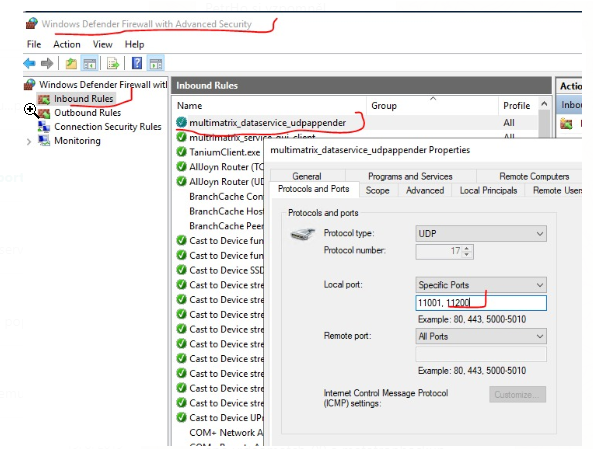 Windows Defender Firewall with Advanced Security
File Action View Help
Windows Defender Firewall witl
Inbound Rules
Outbound Rules
Connection Security Rules
Monitoring
Inbound Rules
Name Group Profile
multimatrix_dataservice_udpappender All
multrimatrix_service_gui_client All
TaniumClient.exe
AllJoyn Router (TC
AllJoyn Router (UD
BranchCache Con
BranchCache Host
BranchCache Peer
Cast to Device fun
Cast to Device fun
Cast to Device SSD
Cast to Device stre
Cast to Device stre
Cast to Device stre
Cast to Device stre
Cast to Device stre
Cast to Device stre
Cast to Device stre
Cast to Device stre
Cast to Device stre
Cast to Device UPr
COM+ Network A
Actio
Inbou
multimatrix_dataservice_udpappender Properties
General Programs and Services Remote Computers
Protocols and Ports Scope Advanced Local Principals Remote Users
Protocols and ports
Protocol type: UDP
Protocol number: 17
Local port: Specific Ports
11001, 11200
Example: 80, 443, 5000-5010
Remote port: All Ports
Example: 80, 443, 5000-5010
Internet Control Message Protocol
(ICMP) settings: Customize...